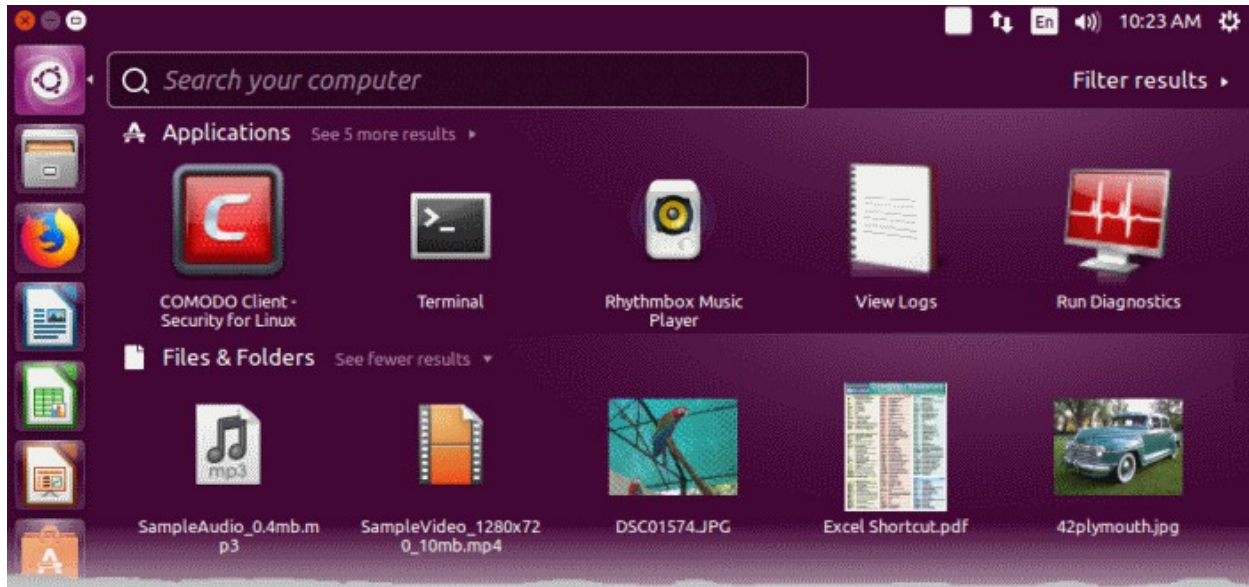 En 10:23 AM
Search your computer
Filter results
Applications See 5 more results
C
>_
COMODO Client -
Security for Linux
Terminal
Rhythmbox Music
Player
View Logs
Run Diagnostics
Files & Folders See fewer results
mp3
SampleAudio_0.4mb.m
p3
SampleVideo_1280x72
0_10mb.mp4
DSC01574.JPG
Excel Shortcut.pdf
42plymouth.jpg